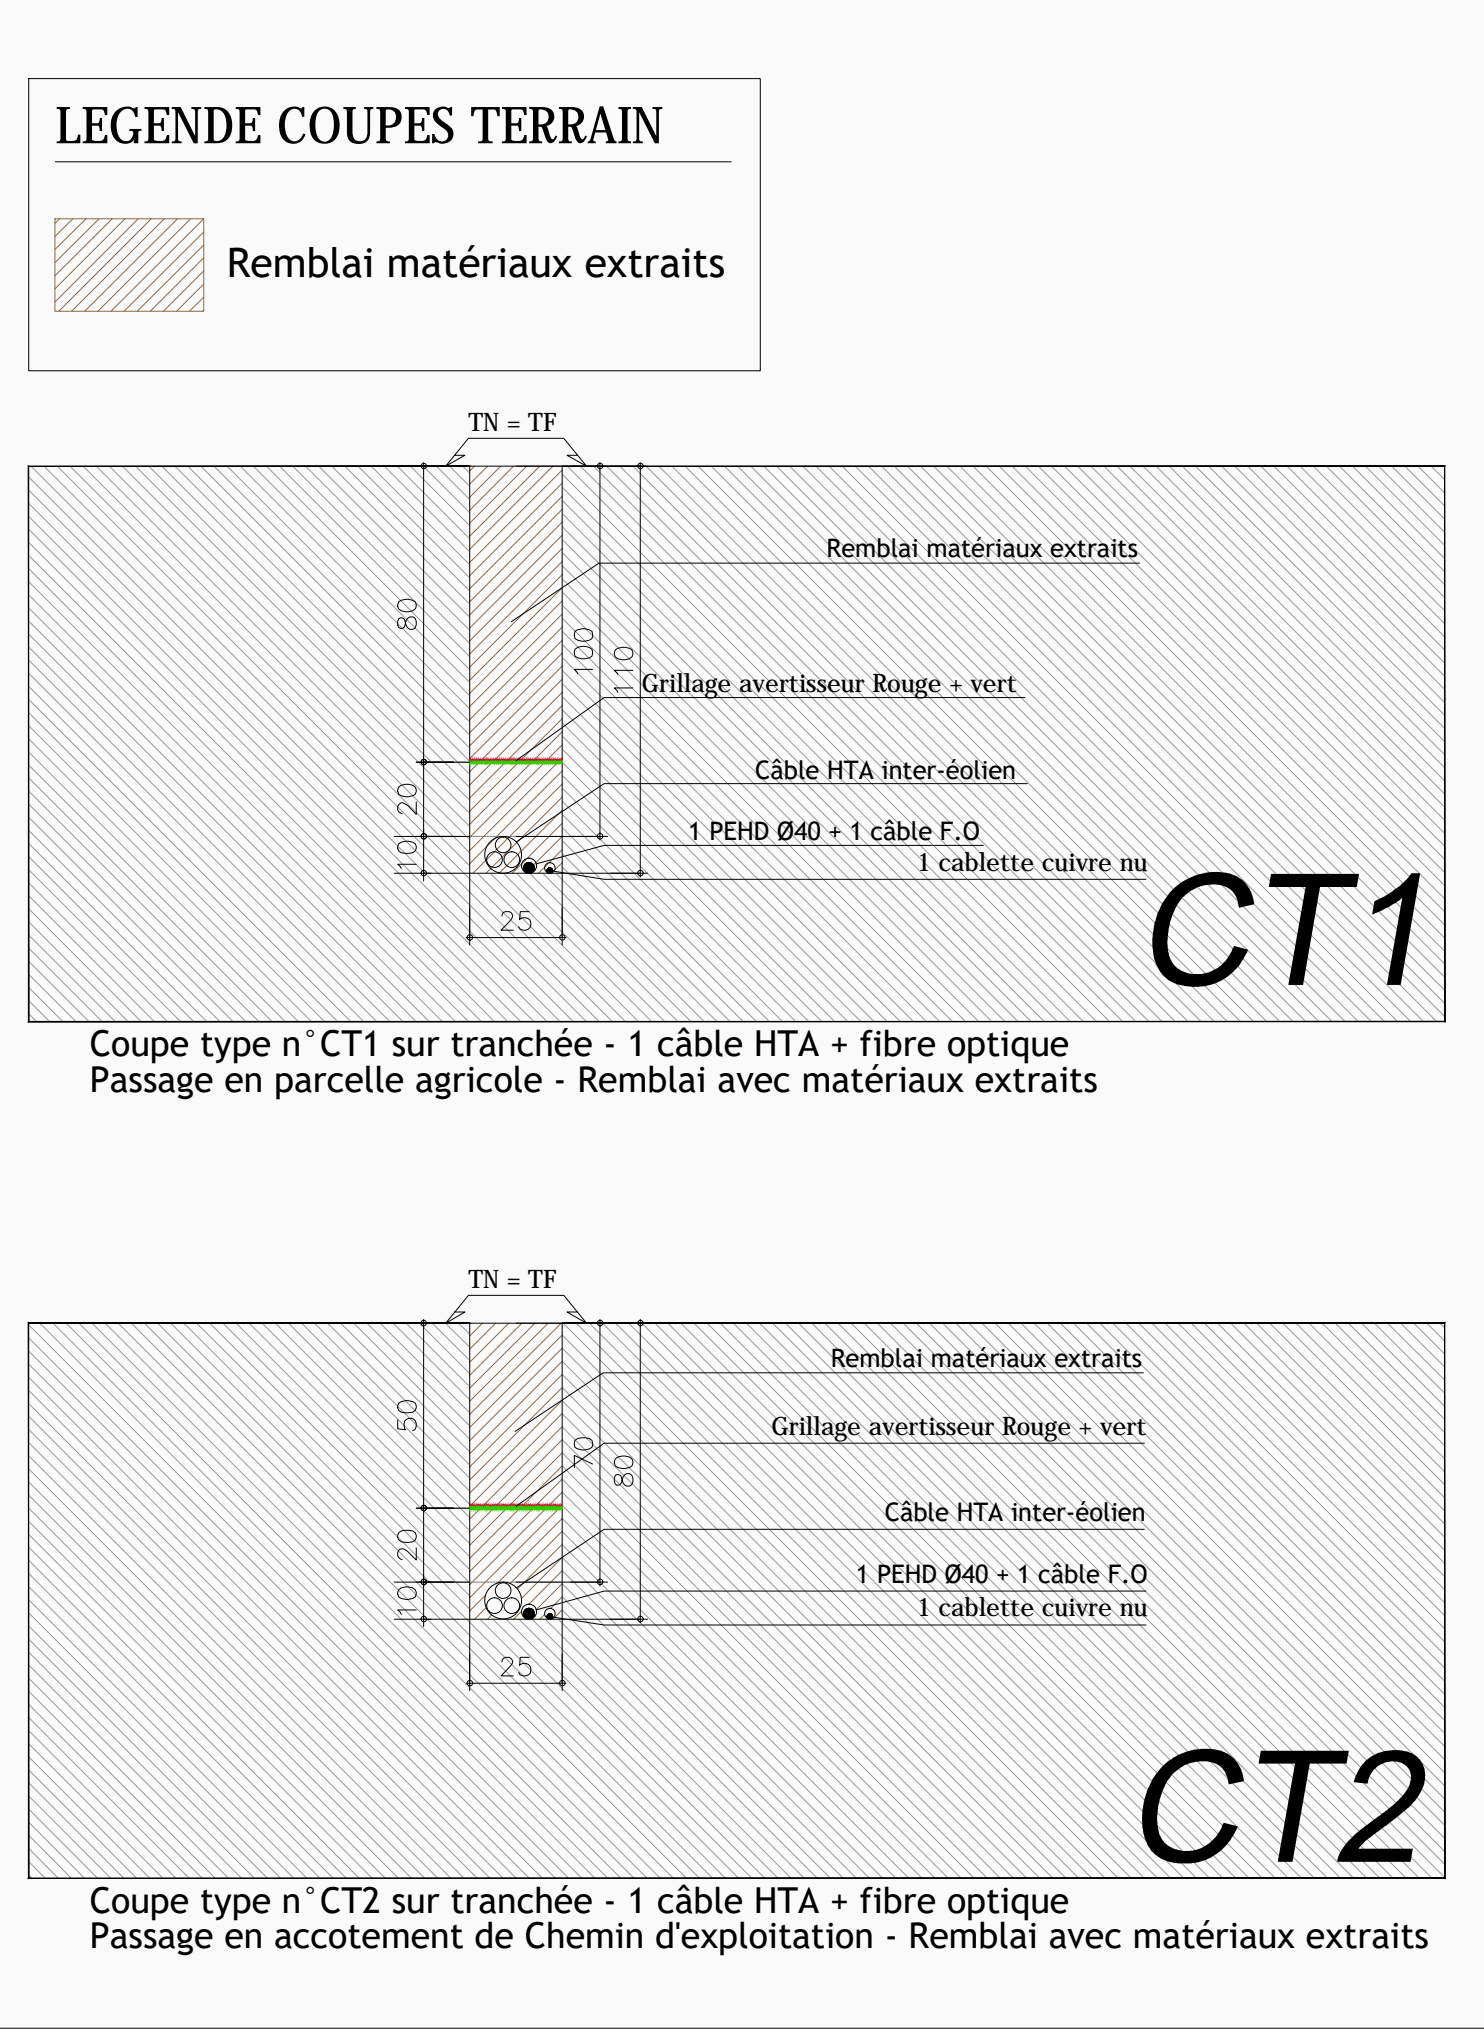 LEGENDE COUPES TERRAIN
Remblai matériaux extraits
TN = TF
Remblai matériaux extraits
80
100
110
Grillage avertisseur Rouge + vert
Câble HTA inter-éolien
20
1 PEHD Ø40 + 1 câble F.O
10
1 cablette cuivre nu
25
CT1
Coupe type n°CT1 sur tranchée - 1 câble HTA + fibre optique
Passage en parcelle agricole - Remblai avec matériaux extraits
TN = TF
Remblai matériaux extraits
50
Grillage avertisseur Rouge + vert
70
80
Câble HTA inter-éolien
20
1 PEHD Ø40 + 1 câble F.O
10
1 cablette cuivre nu
25
CT2
Coupe type n°CT2 sur tranchée - 1 câble HTA + fibre optique
Passage en accotement de Chemin d'exploitation - Remblai avec matériaux extraits